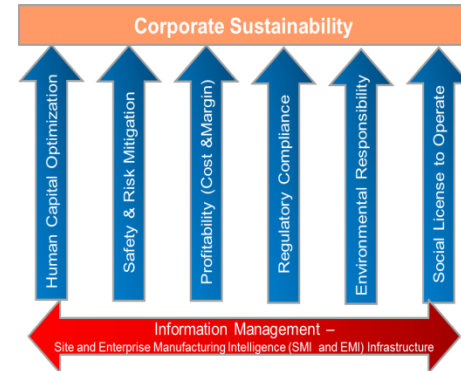 Corporate Sustainability
Human Capital Optimization
Safety & Risk Mitigation
Profitability (Cost &Margin)
Regulatory Compliance
Environmental Responsibility
Social License to Operate
Information Management –
Site and Enterprise Manufacturing Intelligence (SMI and EMI) Infrastructure